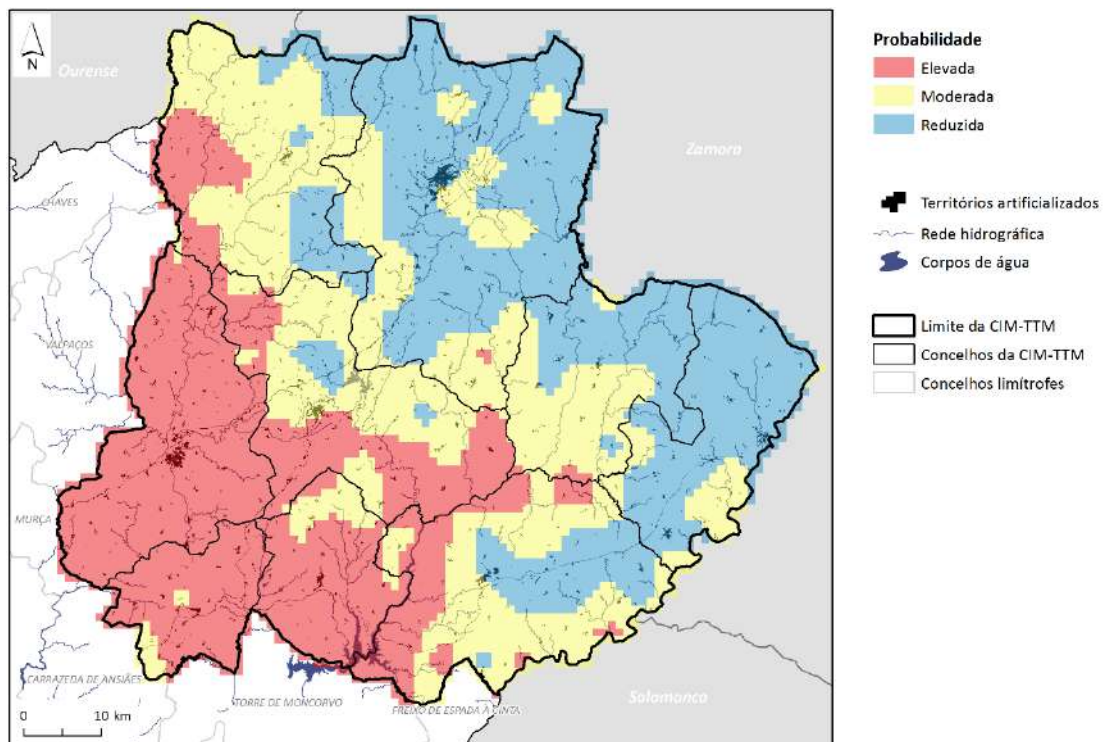 N
Ourense
Zamora
CHAVES
VALPAÇOS
MURÇA
CARRAZEDA DE ANSIÃES
TORRE DE MONCORVO
FREIXO DE ESPADA À CINTA
Salamanca
0 10 km
Probabilidade
Elevada
Moderada
Reduzida
Territórios artificializados
Rede hidrográfica
Corpos de água
Limite da CIM-TTM
Concelhos da CIM-TTM
Concelhos limítrofes